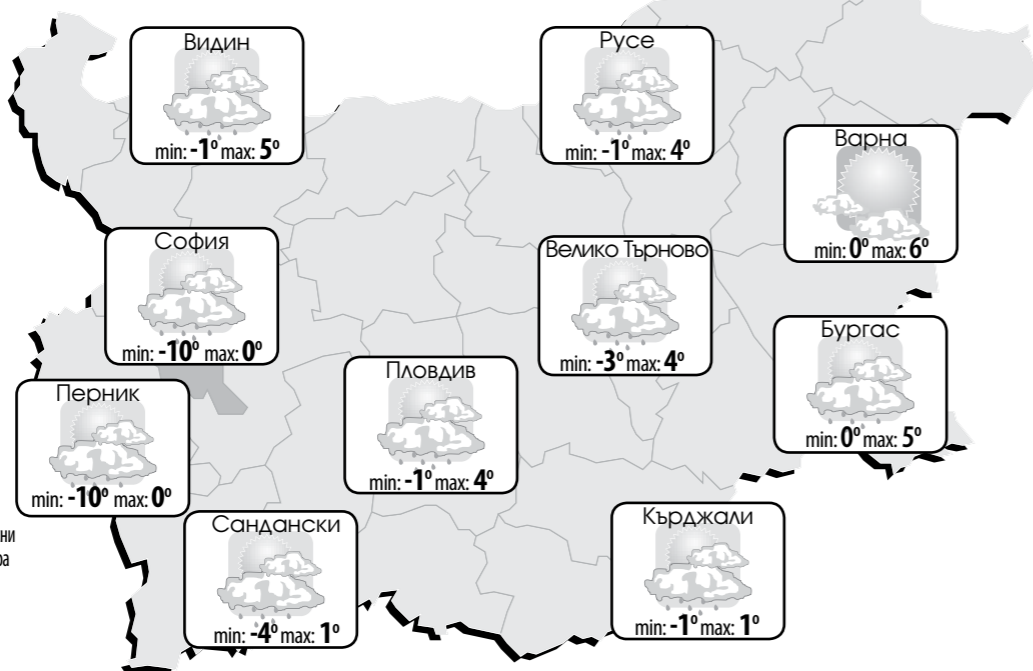 Видин
min: -1° max: 5°
Русе
min: -1° max: 4°
Варна
min: 0° max: 6°
София
min: -10° max: 0°
Велико Търново
min: -3° max: 4°
Бургас
min: 0° max: 5°
Пловдив
min: -1° max: 4°
Перник
min: -10° max: 0°
Сандански
min: -4° max: 1°
Кърджали
min: -1° max: 1°
ни